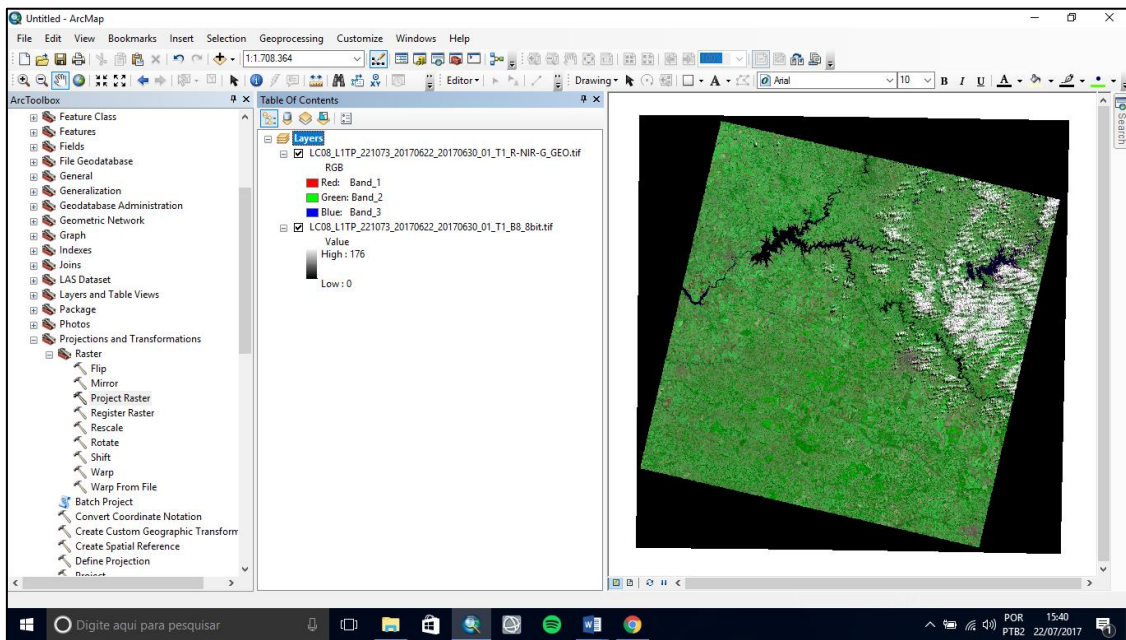 Untitled - ArcMap
File Edit View Bookmarks Insert Selection Geoprocessing Customize Windows Help
1:1.708.364
Editor Drawing Arial 10 B I U A
ArcToolbox
Feature Class
Features
Fields
File Geodatabase
General
Generalization
Geodatabase Administration
Geometric Network
Graph
Indexes
Joins
LAS Dataset
Layers and Table Views
Package
Photos
Projections and Transformations
Raster
Flip
Mirror
Project Raster
Register Raster
Rescale
Rotate
Shift
Warp
Warp From File
Batch Project
Convert Coordinate Notation
Create Custom Geographic Transform
Create Spatial Reference
Define Projection
Project
Table Of Contents
Layers
LC08_L1TP_221073_20170622_20170630_01_T1_R-NIR-G_GEO.tif
RGB
Red: Band_1
Green: Band_2
Blue: Band_3
LC08_L1TP_221073_20170622_20170630_01_T1_B8_8bit.tif
Value
High : 176
Low : 0
Search
Digite aqui para pesquisar
POR 15:40
PTB2 22/07/2017